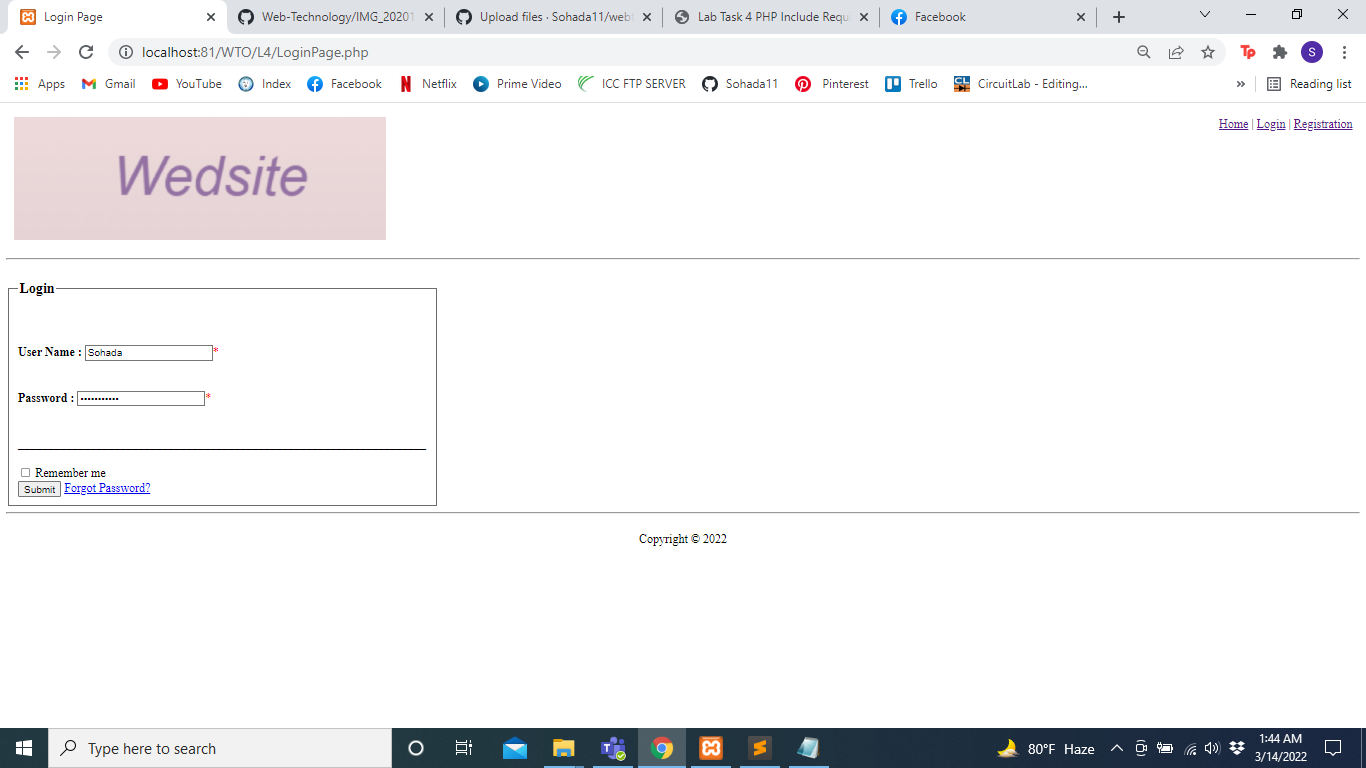 Login Page
Web-Technology/IMG_20201
Upload files · Sohada11/webt
Lab Task 4 PHP Include Requ
Facebook
localhost:81/WTO/L4/LoginPage.php
S
Apps Gmail YouTube Index Facebook Netflix Prime Video ICC FTP SERVER Sohada11 Pinterest Trello CircuitLab - Editing... » Reading list
Wedsite
Home | Login | Registration
Login
User Name : Sohada*
Password : •••••••••••*
Remember me
Submit Forgot Password?
Copyright © 2022
Type here to search
80°F Haze
1:44 AM
3/14/2022